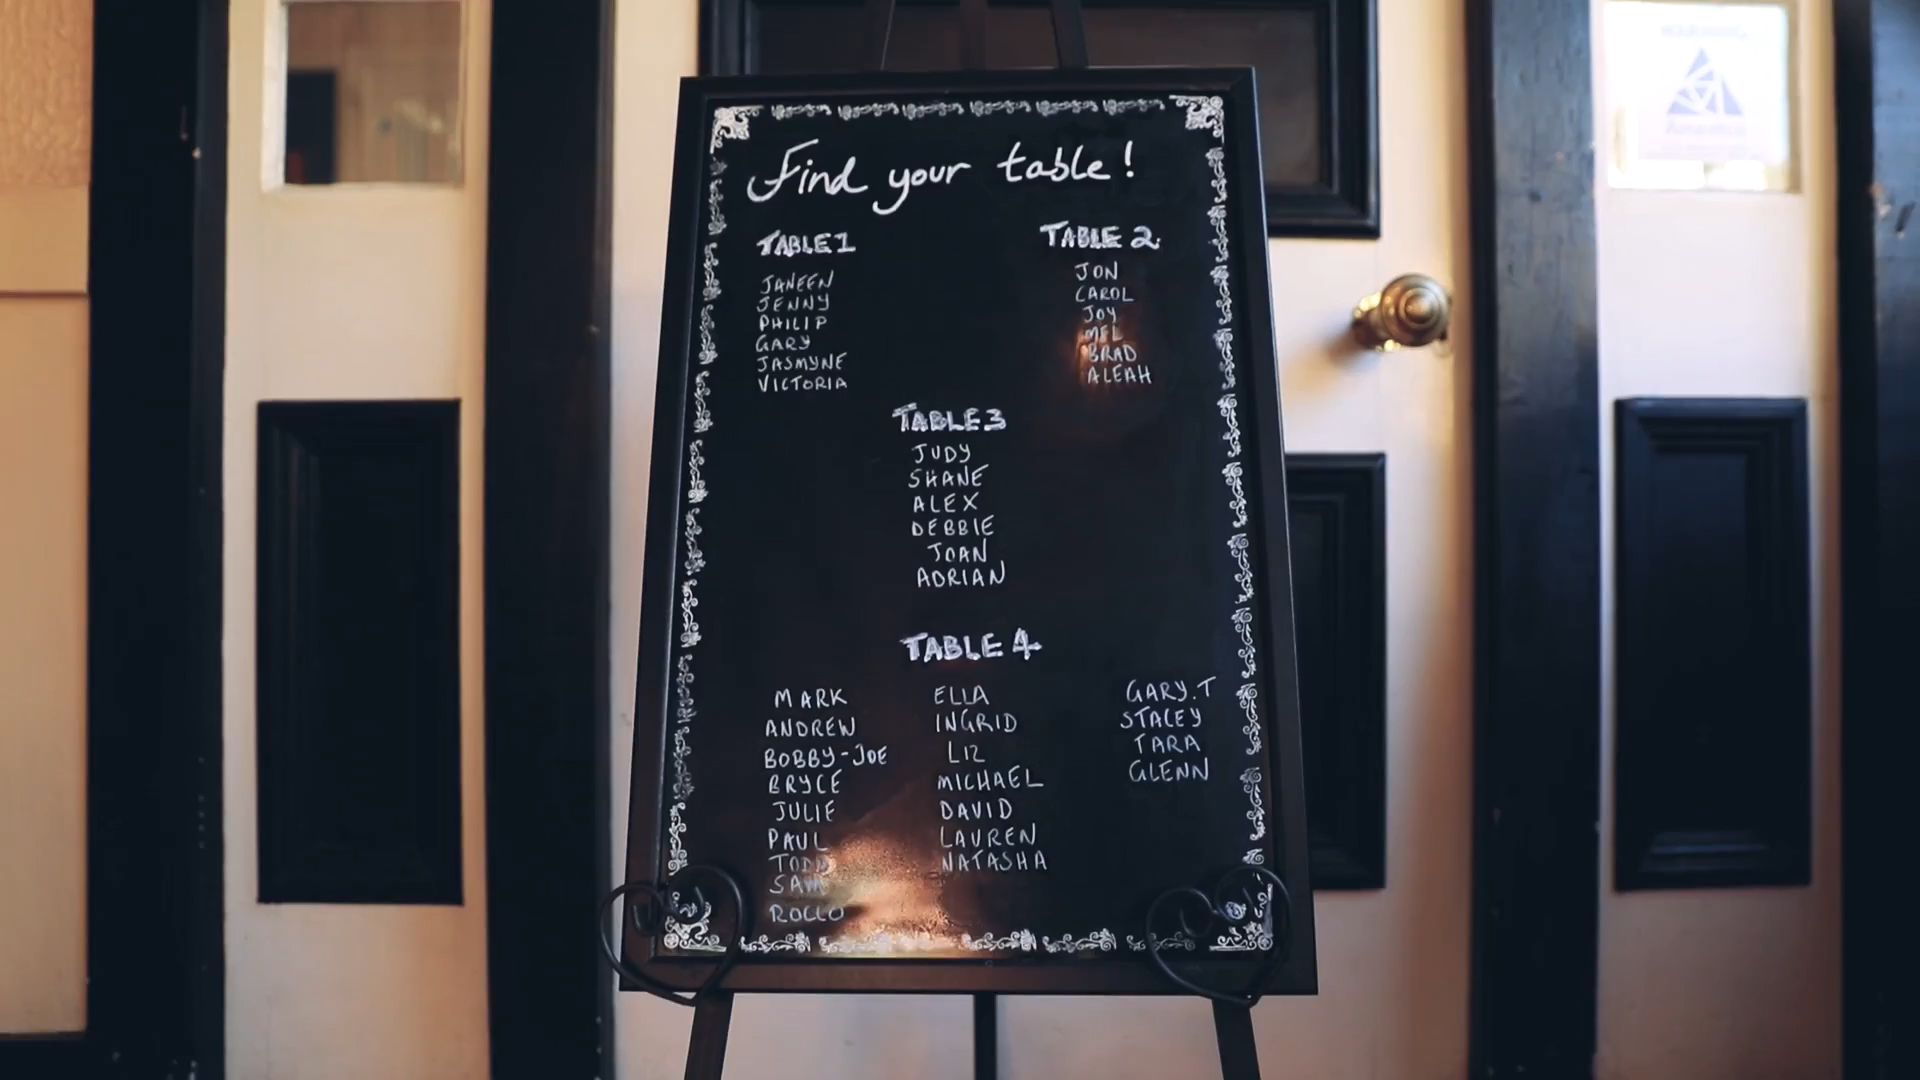 Find your table!
TABLE 1
JANEEN
JENNY
PHILIP
GARY
JASMYNE
VICTORIA
TABLE 2
JON
CAROL
JOY
MEL
BRAD
ALEAH
TABLE 3
JUDY
SHANE
ALEX
DEBBIE
JOAN
ADRIAN
TABLE 4
MARK
ANDREW
BOBBY-JOE
BRYCE
JULIE
PAUL
TODD
SAM
ROLLO
ELLA
INGRID
LIZ
MICHAEL
DAVID
LAUREN
NATASHA
GARY.T
STACEY
TARA
GLENN
WARNING